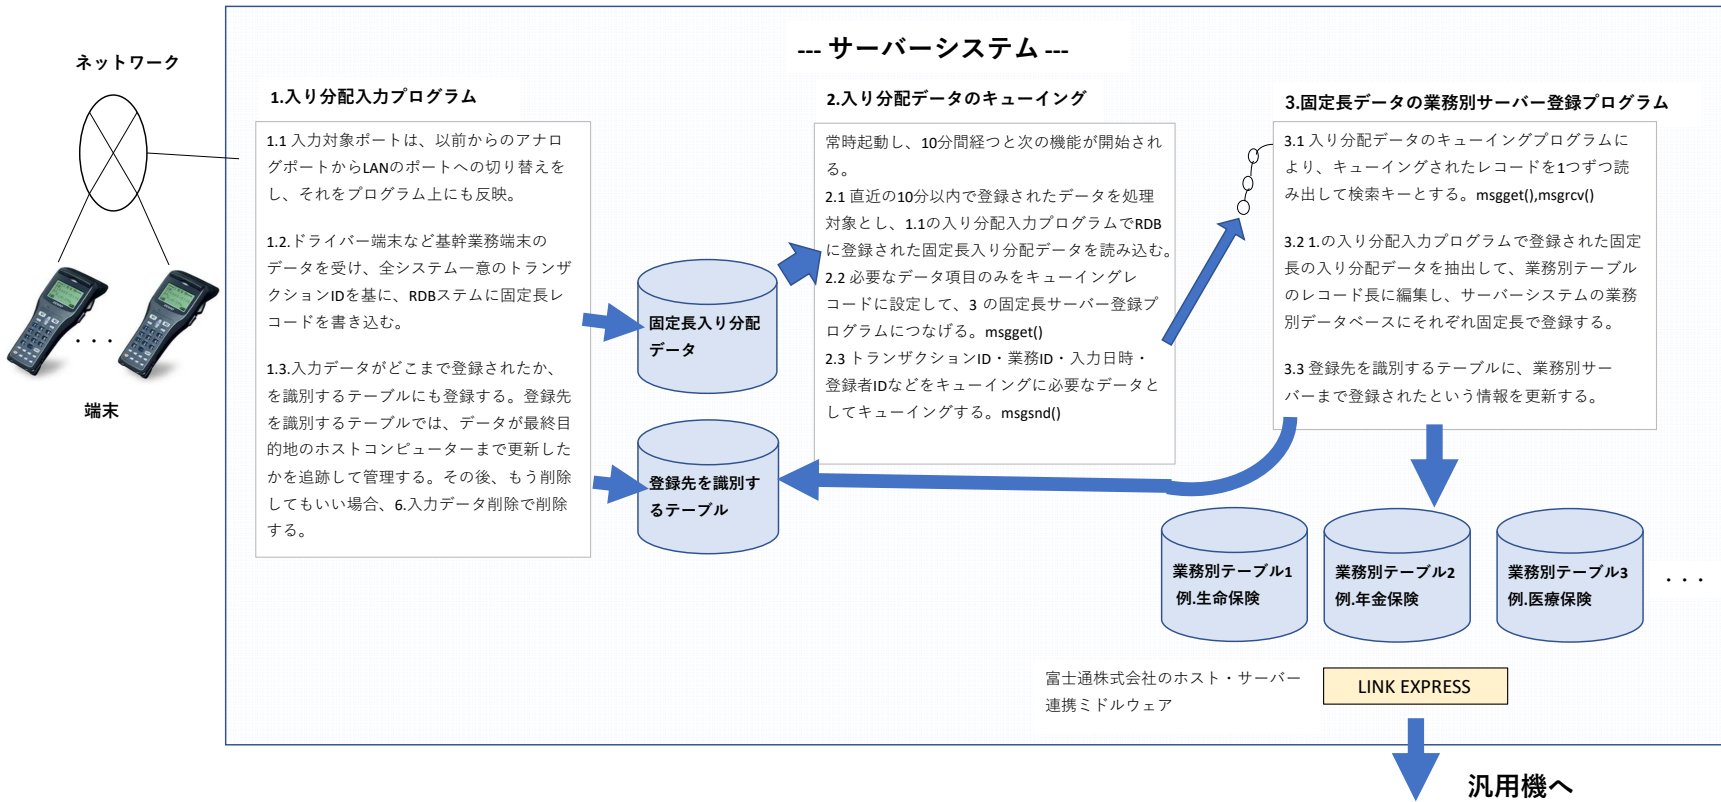 --- サーバーシステム ---
ネットワーク
端末
・・・
1.入り分配入力プログラム
1.1 入力対象ポートは、以前からのアナロ
グポートからLANのポートへの切り替えを
し、それをプログラム上にも反映。
1.2.ドライバー端末など基幹業務端末の
データを受け、全システム一意のトランザ
クションIDを基に、RDBステムに固定長レ
コードを書き込む。
1.3.入力データがどこまで登録されたか、
を識別するテーブルにも登録する。登録先
を識別するテーブルでは、データが最終目
的地のホストコンピューターまで更新した
かを追跡して管理する。その後、もう削除
してもいい場合、6.入力データ削除で削除
する。
固定長入り分配
データ
登録先を識別す
るテーブル
2.入り分配データのキューイング
常時起動し、10分間経つと次の機能が開始され
る。
2.1 直近の10分以内で登録されたデータを処理
対象とし、1.1の入り分配入力プログラムでRDB
に登録された固定長入り分配データを読み込む。
2.2 必要なデータ項目のみをキューイングレ
コードに設定して、3 の固定長サーバー登録プ
ログラムにつなげる。msgget()
2.3 トランザクションID・業務ID・入力日時・
登録者IDなどをキューイングに必要なデータと
してキューイングする。msgsnd()
3.固定長データの業務別サーバー登録プログラム
3.1 入り分配データのキューイングプログラムに
より、キューイングされたレコードを1つずつ読
み出して検索キーとする。msgget(),msgrcv()
3.2 1.の入り分配入力プログラムで登録された固定
長の入り分配データを抽出して、業務別テーブル
のレコード長に編集し、サーバーシステムの業務
別データベースにそれぞれ固定長で登録する。
3.3 登録先を識別するテーブルに、業務別サー
バーまで登録されたという情報を更新する。
業務別テーブル1
例.生命保険
業務別テーブル2
例.年金保険
業務別テーブル3
例.医療保険
・・・
富士通株式会社のホスト・サーバー
連携ミドルウェア
LINK EXPRESS
汎用機へ